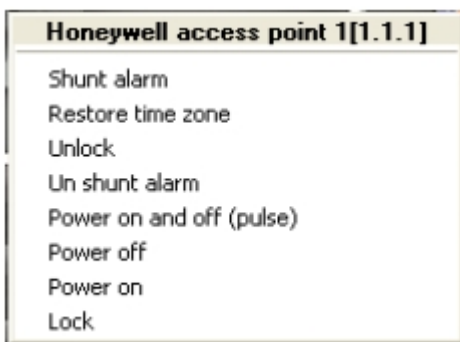 Honeywell access point 1[1.1.1]
Shunt alarm
Restore time zone
Unlock
Un shunt alarm
Power on and off (pulse)
Power off
Power on
Lock